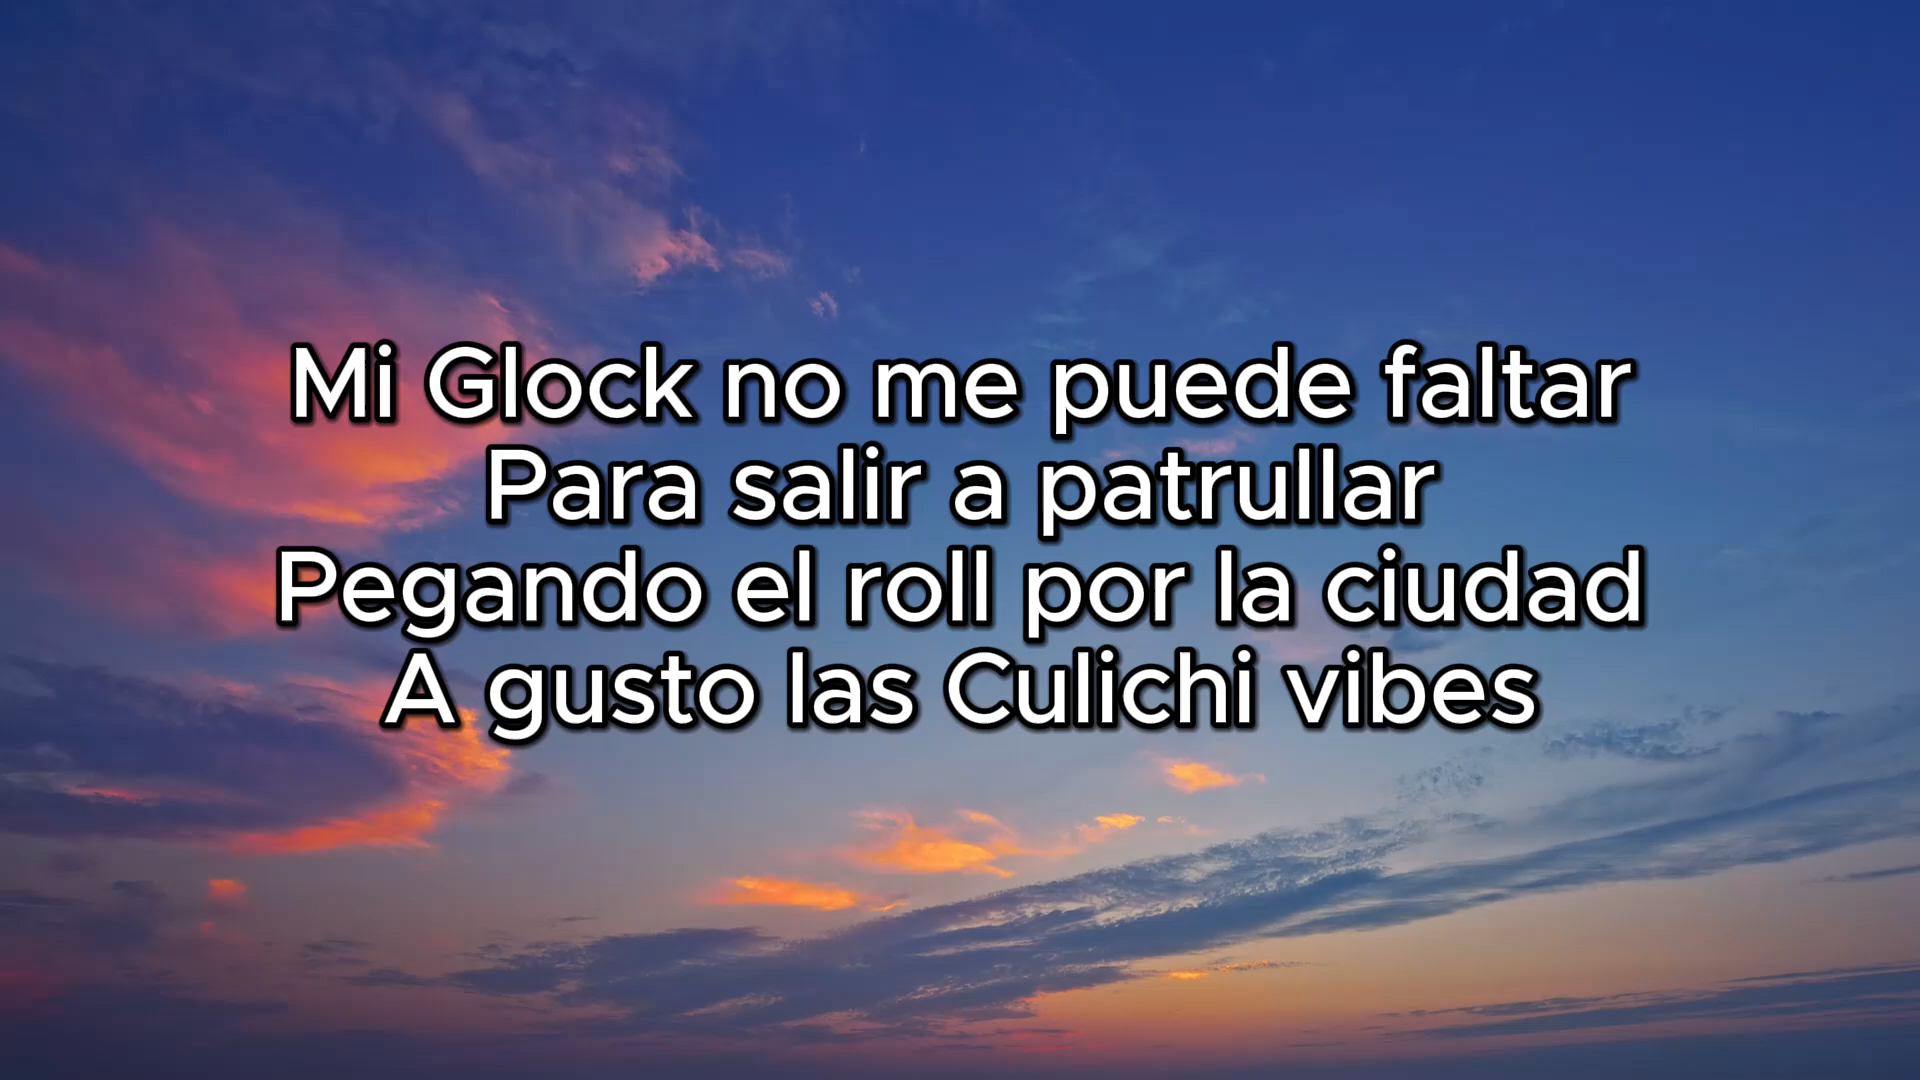 Mi Glock no me puede faltar
Para salir a patrullar
Pegando el roll por la ciudad
A gusto las Culichi vibes